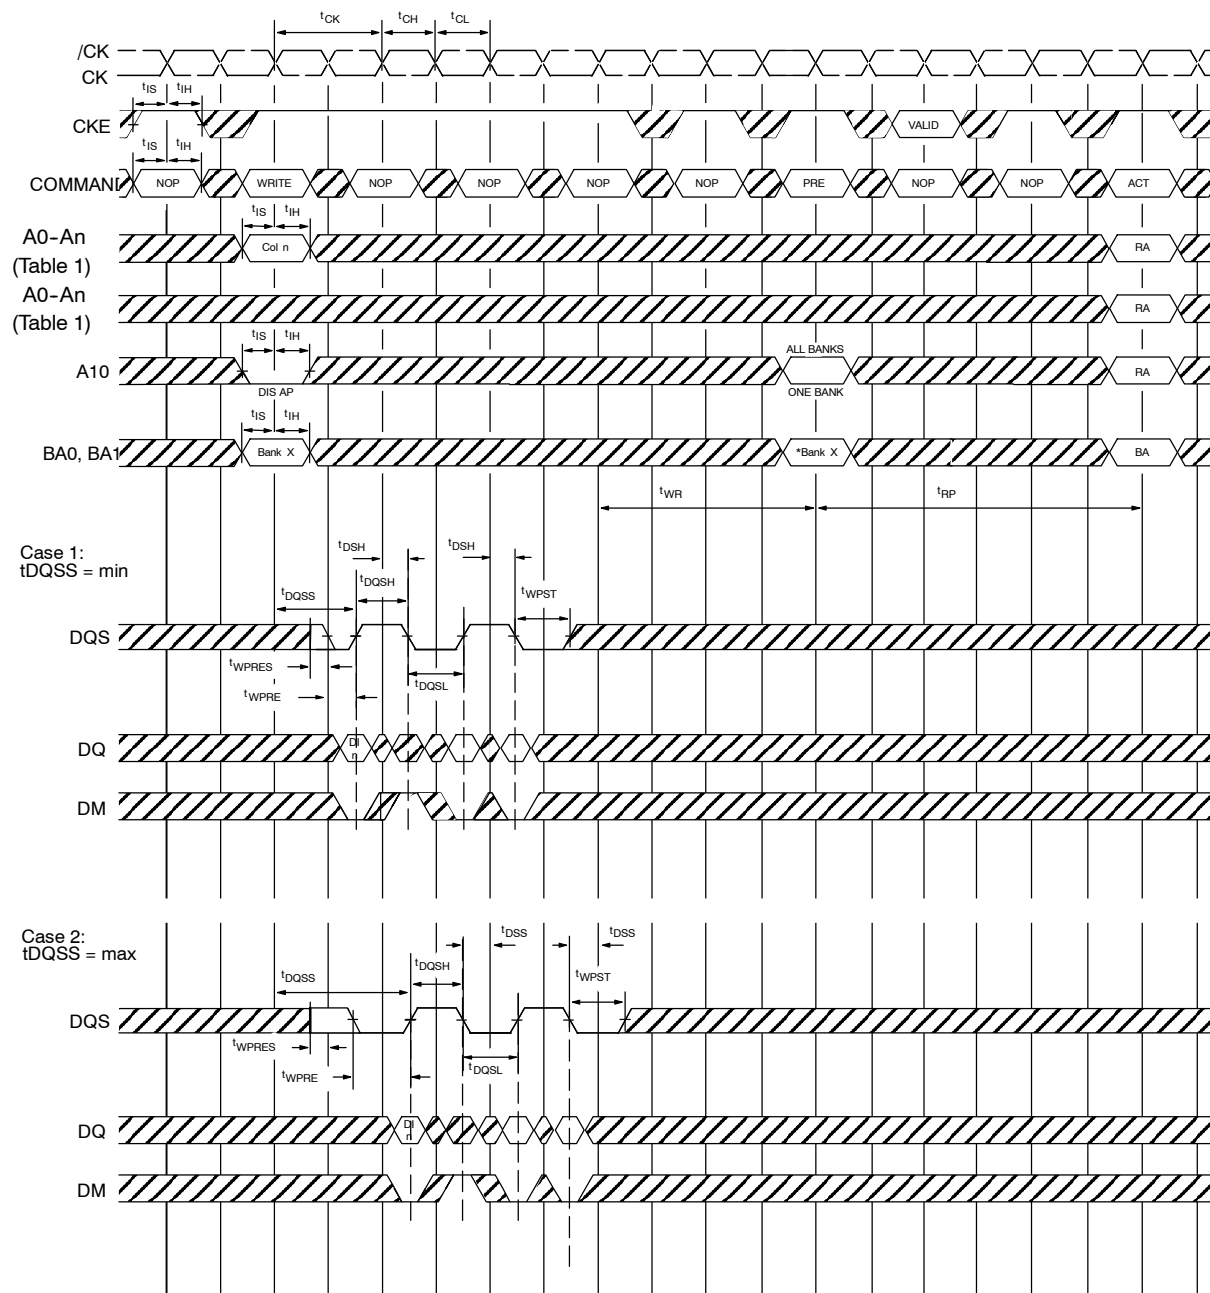 tCK tCH tCL
/CK
CK
tIS tIH
CKE VALID
tIS tIH
COMMAND NOP WRITE NOP NOP NOP NOP PRE NOP NOP ACT
tIS tIH
A0-An
(Table 1) Col n RA
A0-An
(Table 1) RA
tIS tIH ALL BANKS
A10 RA
DIS AP ONE BANK
tIS tIH
BA0, BA1 Bank X *Bank X BA
tWR tRP
Case 1:
tDQSS = min
tDSH tDSH
tDQSS tDQSH tWPST
DQS
tWPRES
tDQSL
tWPRE
DQ DI n
DM
Case 2:
tDQSS = max
tDSS tDSS
tDQSS tDQSH tWPST
DQS
tWPRES
tWPRE tDQSL
DQ DI n
DM